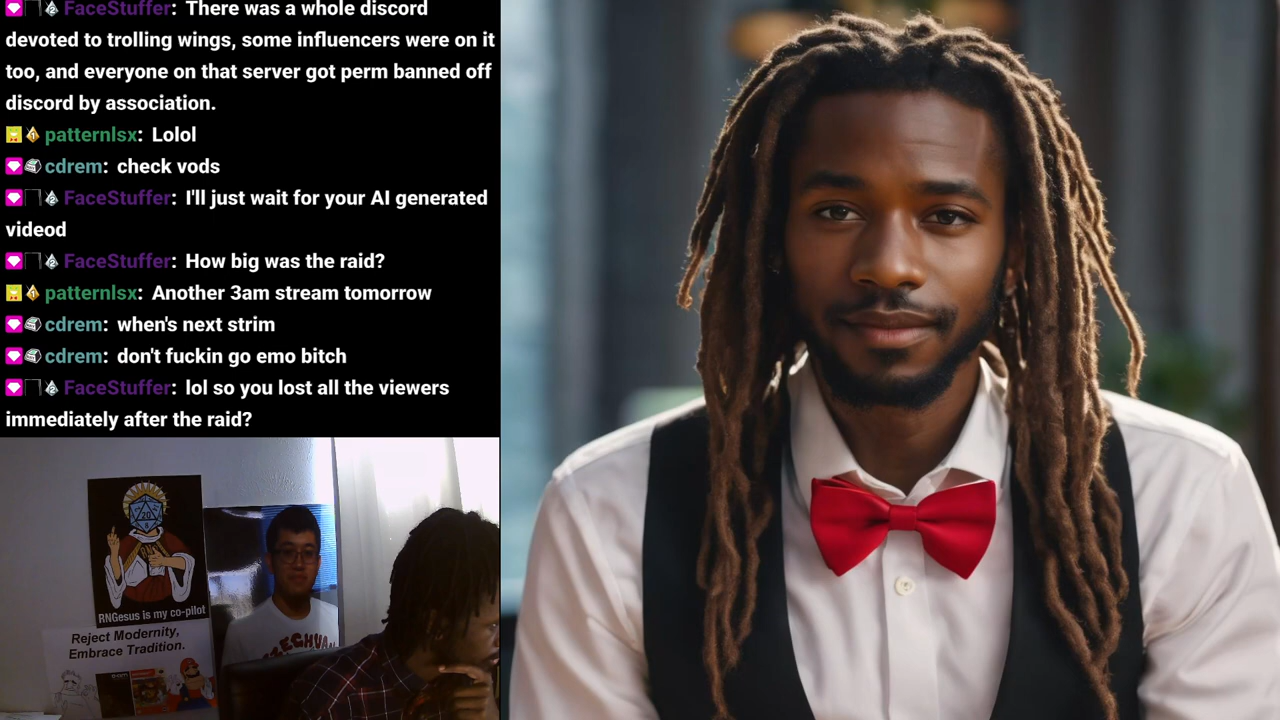 FaceStuffer: There was a whole discord
devoted to trolling wings, some influencers were on it
too, and everyone on that server got perm banned off
discord by association.
patternlsx: Lolol
cdrem: check vods
FaceStuffer: I'll just wait for your AI generated
videod
FaceStuffer: How big was the raid?
patternlsx: Another 3am stream tomorrow
cdrem: when's next strim
cdrem: don't fuckin go emo bitch
FaceStuffer: lol so you lost all the viewers
immediately after the raid?
20
RNGesus is my co-pilot
Reject Modernity,
Embrace Tradition.